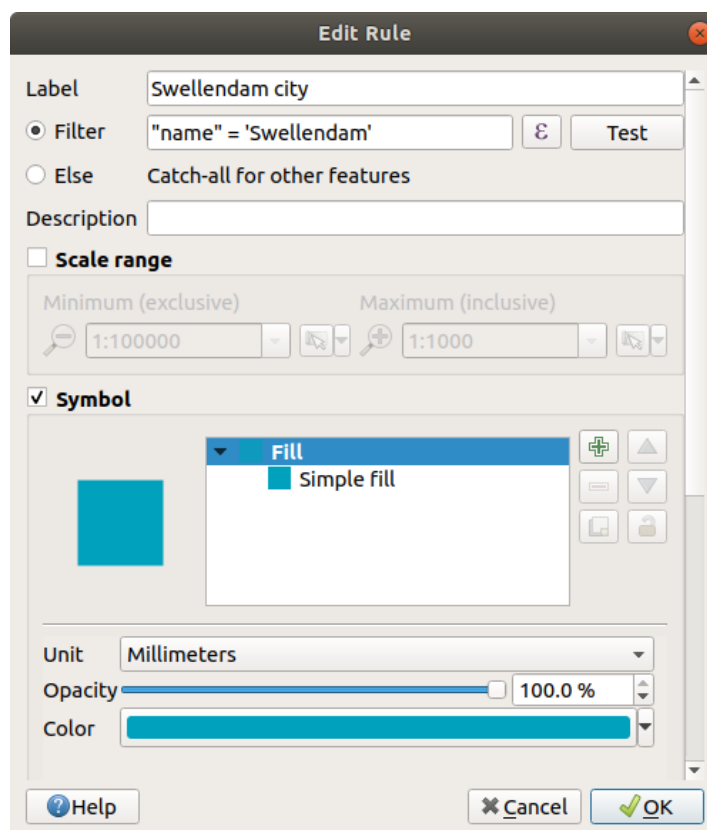 Edit Rule
Label Swellendam city
Filter "name" = 'Swellendam' ε Test
Else Catch-all for other features
Description
Scale range
Minimum (exclusive) Maximum (inclusive)
1:100000 1:1000
Symbol
Fill
Simple fill
Unit Millimeters
Opacity 100.0 %
Color
Help Cancel OK